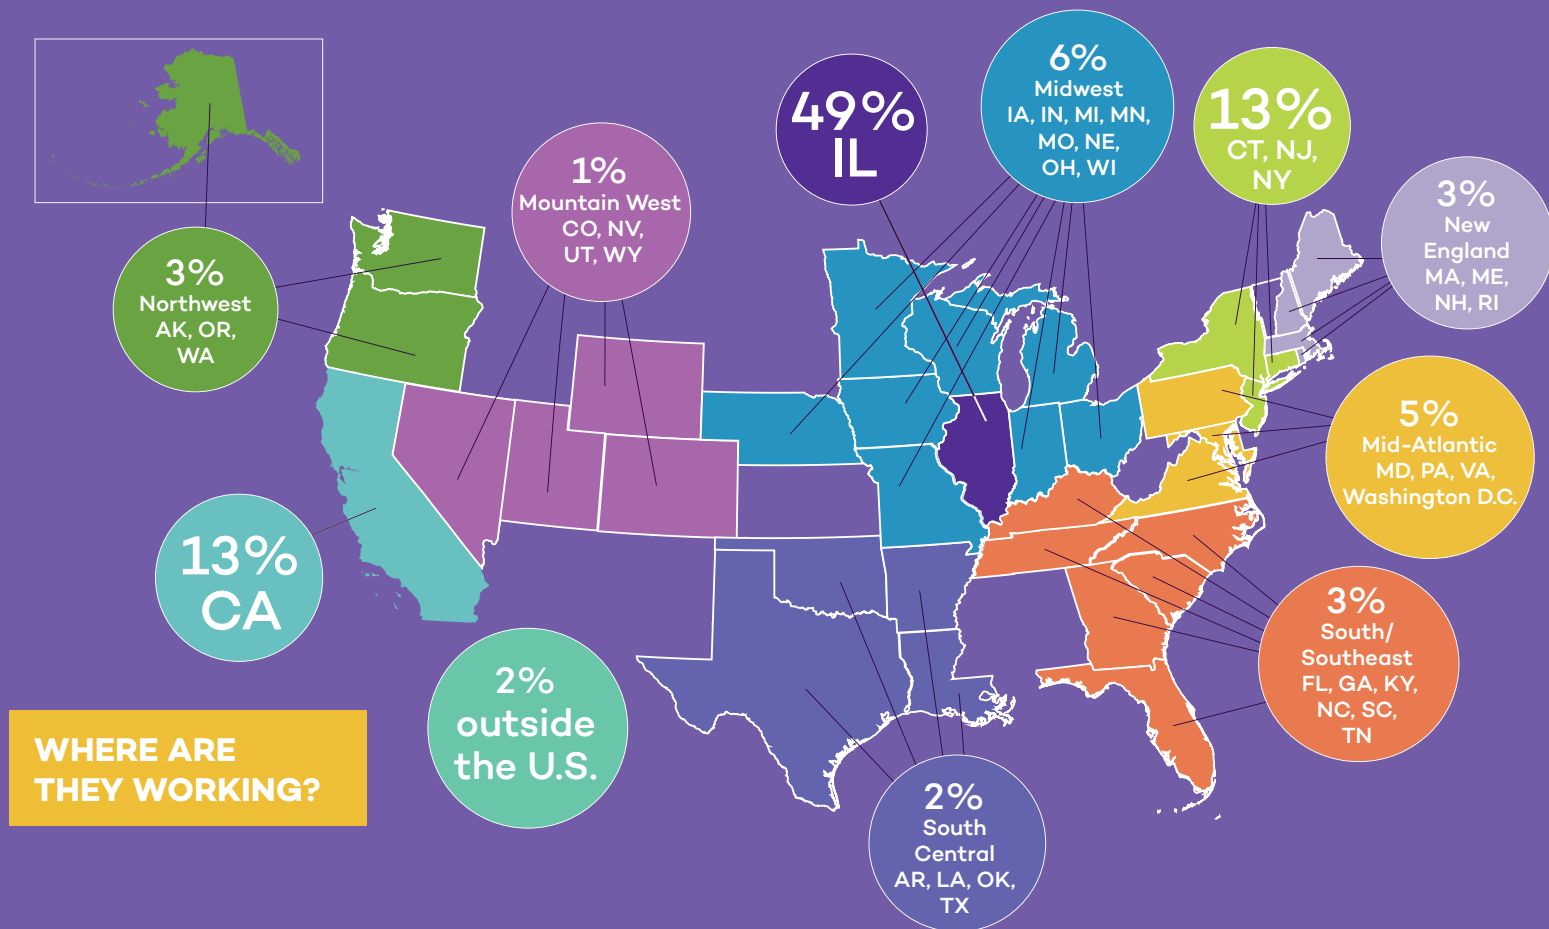 6%
Midwest
IA, IN, MI, MN,
MO, NE,
OH, WI
49%
IL
13%
CT, NJ,
NY
1%
Mountain West
CO, NV,
UT, WY
3%
New
England
MA, ME,
NH, RI
3%
Northwest
AK, OR,
WA
5%
Mid-Atlantic
MD, PA, VA,
Washington D.C.
13%
CA
3%
South/
Southeast
FL, GA, KY,
NC, SC,
TN
2%
outside
the U.S.
WHERE ARE
THEY WORKING?
2%
South
Central
AR, LA, OK,
TX